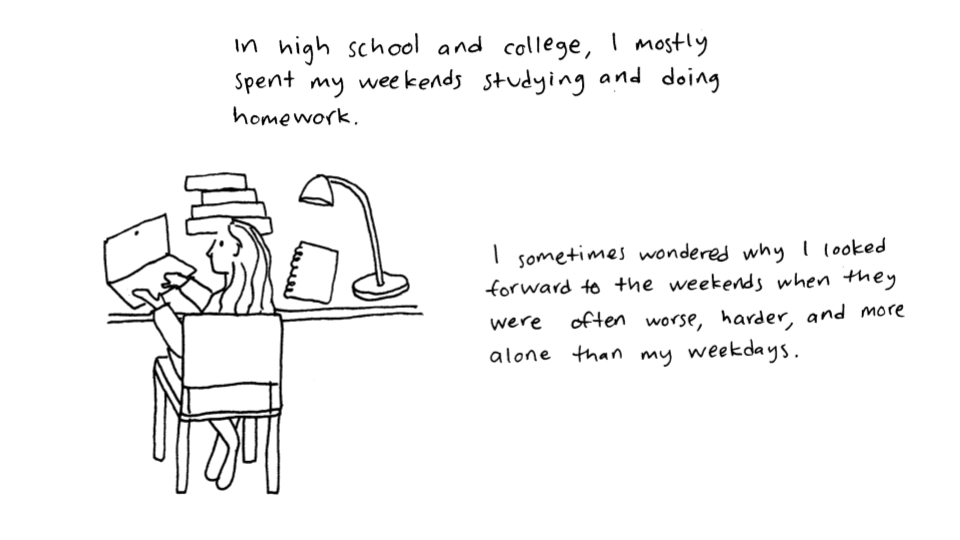 In high school and college, I mostly
spent my weekends studying and doing
homework.
I sometimes wondered why I looked
forward to the weekends when they
were often worse, harder, and more
alone than my weekdays.